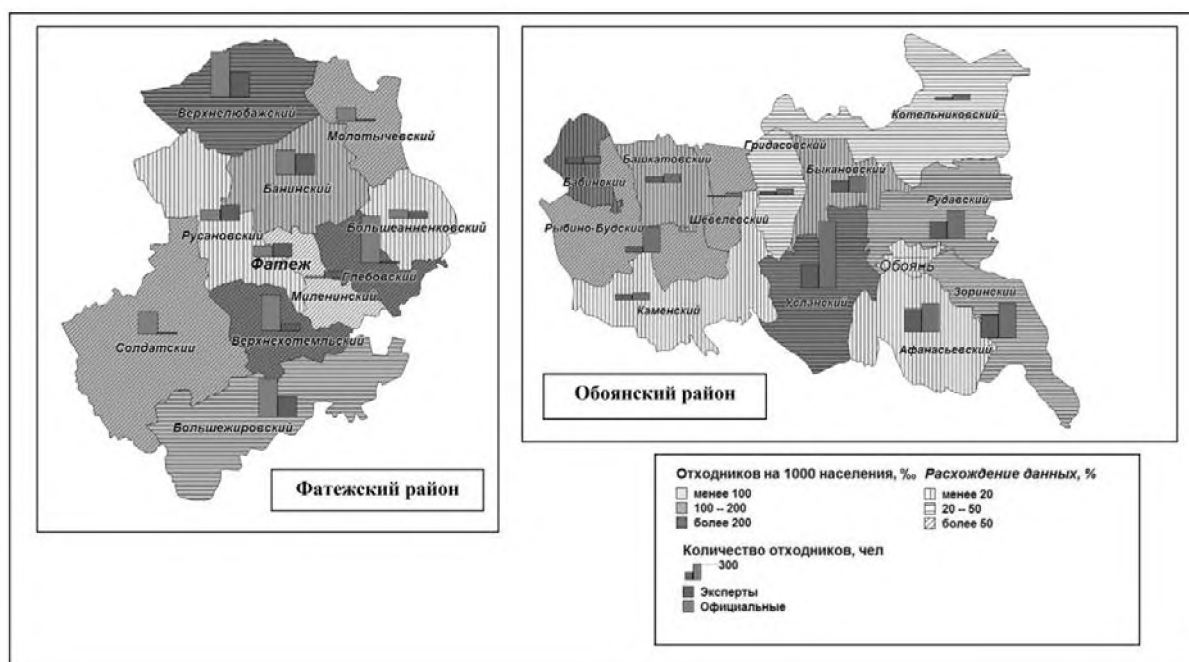 Верхнелюбажский
Молотычевский
Банинский
Большеанненковский
Русановский
Фатеж
Глебовский
Миленинский
Солдатский
Верхнехотемльский
Большежировский
Фатежский район
Котельниковский
Гридасовский
Башкатовский
Быкановский
Бабинский
Рудавский
Шевелевский
Рыбино-Будский
Обоянь
Усланский
Зоринский
Каменский
Афанасьевский
Обоянский район
Отходников на 1000 населения, ‰ Расхождение данных, %
менее 100 менее 20
100 – 200 20 – 50
более 200 более 50
Количество отходников, чел
300
Эксперты
Официальные